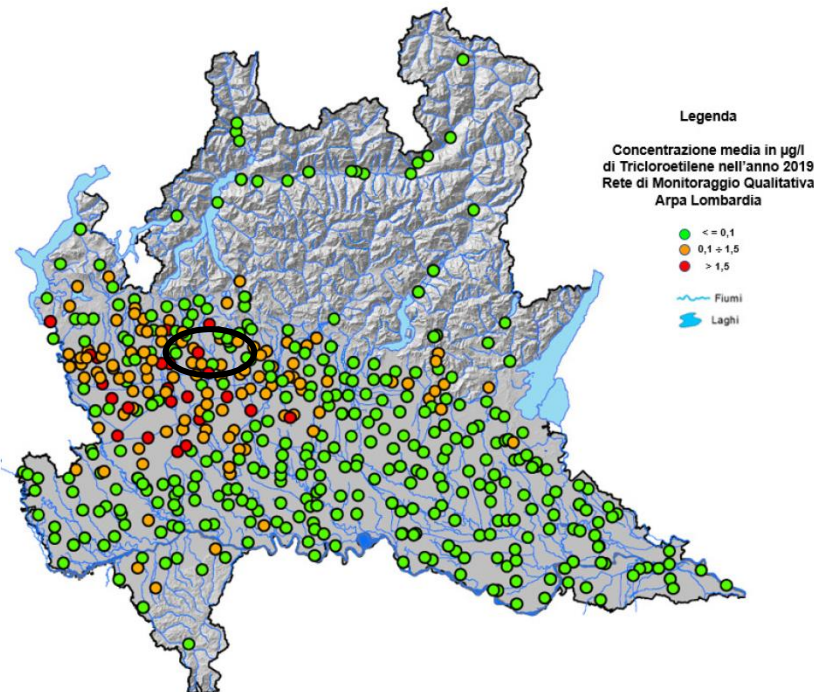 Legenda
Concentrazione media in µg/l
di Tricloroetilene nell'anno 2019
Rete di Monitoraggio Qualitativa
Arpa Lombardia
< = 0,1
0,1 ÷ 1,5
> 1,5
Fiumi
Laghi